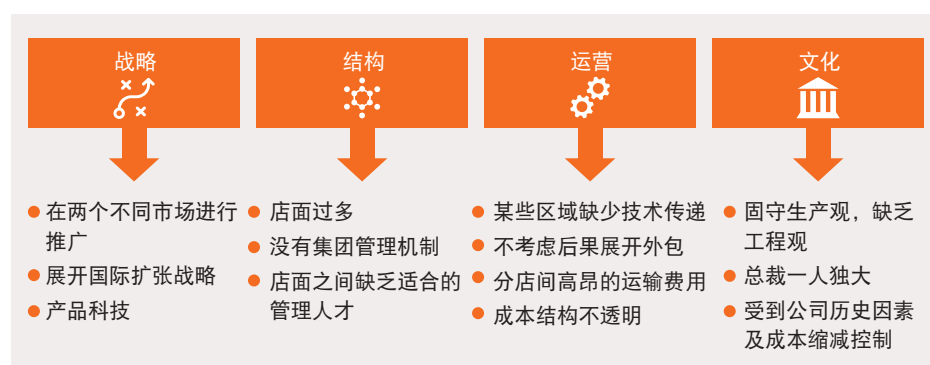 战略
在两个不同市场进行
推广
展开国际扩张战略
产品科技
结构
店面过多
没有集团管理机制
店面之间缺乏适合的
管理人才
运营
某些区域缺少技术传递
不考虑后果展开外包
分店间高昂的运输费用
成本结构不透明
文化
固守生产观，缺乏
工程观
总裁一人独大
受到公司历史因素
及成本缩减控制